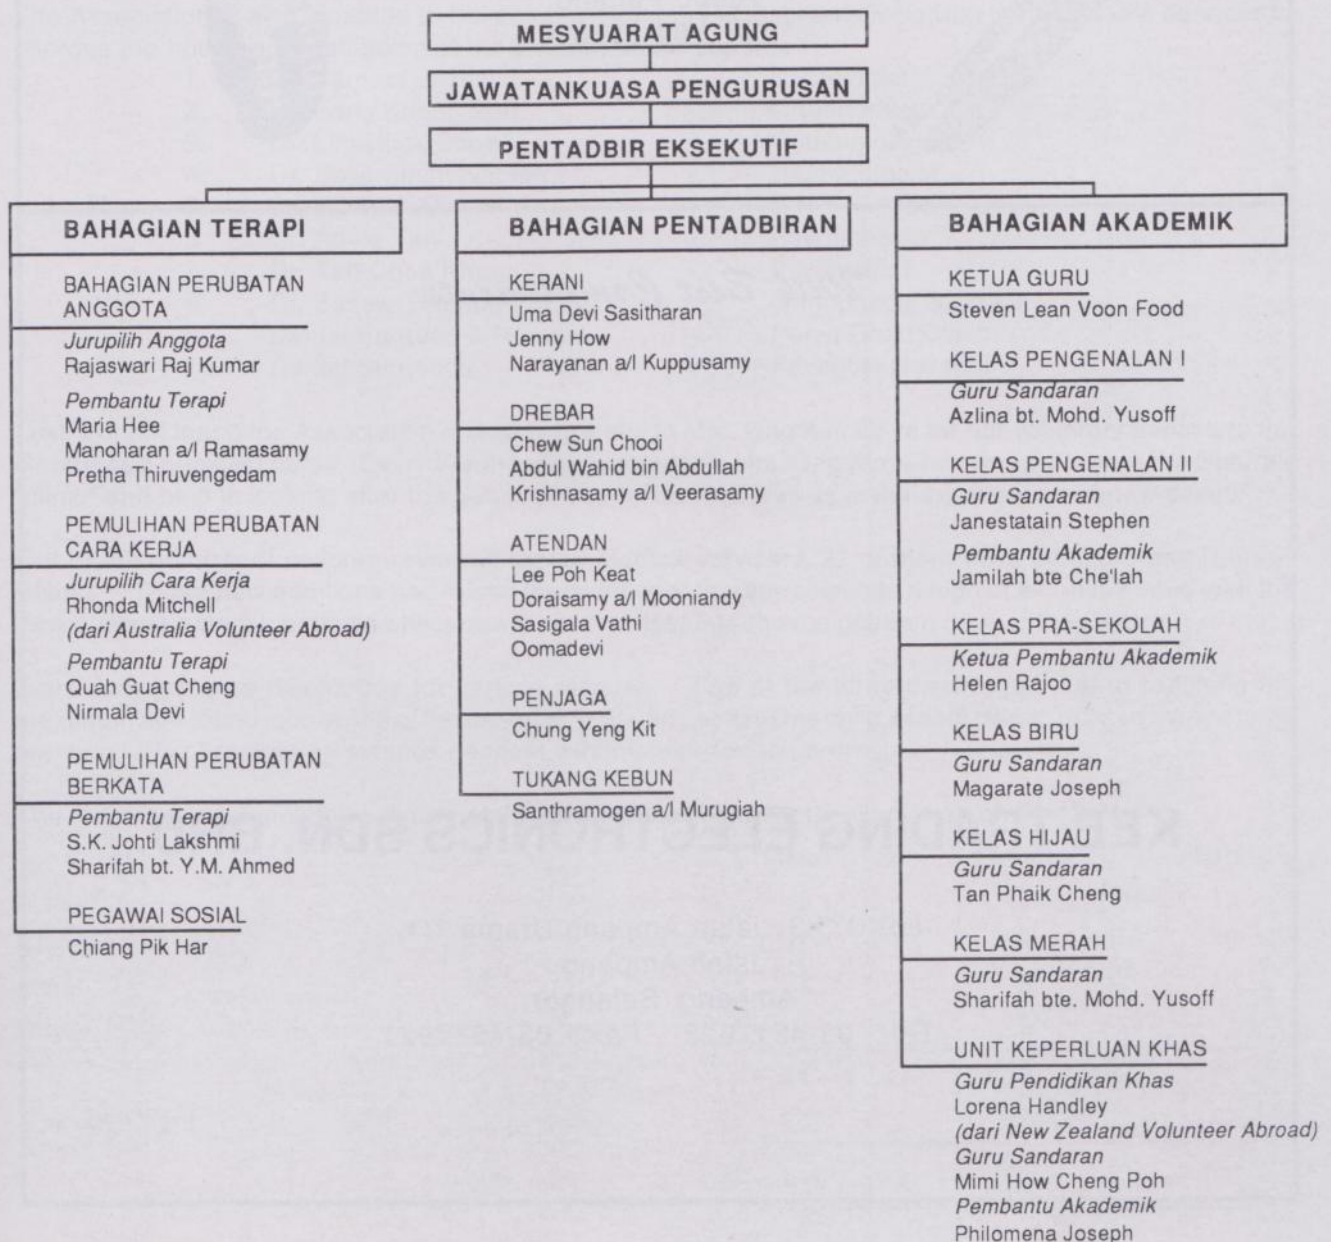 MESYUARAT AGUNG
JAWATANKUASA PENGURUSAN
PENTADBIR EKSEKUTIF
BAHAGIAN TERAPI
BAHAGIAN PERUBATAN
ANGGOTA
Jurupilih Anggota
Rajaswari Raj Kumar
Pembantu Terapi
Maria Hee
Manoharan a/l Ramasamy
Pretha Thiruvengedam
PEMULIHAN PERUBATAN
CARA KERJA
Jurupilih Cara Kerja
Rhonda Mitchell
(dari Australia Volunteer Abroad)
Pembantu Terapi
Quah Guat Cheng
Nirmala Devi
PEMULIHAN PERUBATAN
BERKATA
Pembantu Terapi
S.K. Johti Lakshmi
Sharifah bt. Y.M. Ahmed
PEGAWAI SOSIAL
Chiang Pik Har
BAHAGIAN PENTADBIRAN
KERANI
Uma Devi Sasitharan
Jenny How
Narayanan a/l Kuppusamy
DREBAR
Chew Sun Chooi
Abdul Wahid bin Abdullah
Krishnasamy a/l Veerasamy
ATENDAN
Lee Poh Keat
Doraisamy a/l Mooniandy
Sasigala Vathi
Oomadevi
PENJAGA
Chung Yeng Kit
TUKANG KEBUN
Santhramogen a/l Murugiah
BAHAGIAN AKADEMIK
KETUA GURU
Steven Lean Voon Food
KELAS PENGENALAN I
Guru Sandaran
Azlina bt. Mohd. Yusoff
KELAS PENGENALAN II
Guru Sandaran
Janestatain Stephen
Pembantu Akademik
Jamilah bte Che'lah
KELAS PRA-SEKOLAH
Ketua Pembantu Akademik
Helen Rajoo
KELAS BIRU
Guru Sandaran
Magarate Joseph
KELAS HIJAU
Guru Sandaran
Tan Phaik Cheng
KELAS MERAH
Guru Sandaran
Sharifah bte. Mohd. Yusoff
UNIT KEPERLUAN KHAS
Guru Pendidikan Khas
Lorena Handley
(dari New Zealand Volunteer Abroad)
Guru Sandaran
Mimi How Cheng Poh
Pembantu Akademik
Philomena Joseph